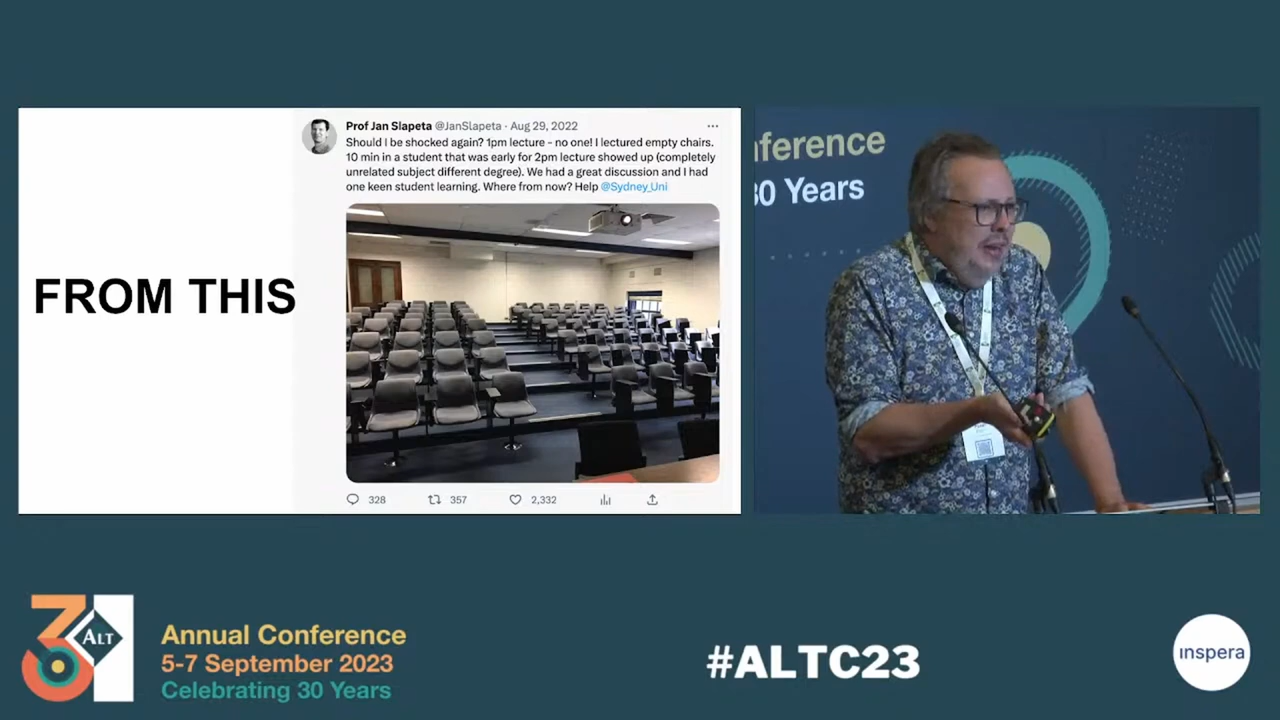 FROM THIS
Prof Jan Slapeta @JanSlapeta · Aug 29, 2022
Should I be shocked again? 1pm lecture - no one! I lectured empty chairs.
10 min in a student that was early for 2pm lecture showed up (completely
unrelated subject different degree). We had a great discussion and I had
one keen student learning. Where from now? Help @Sydney_Uni
328 357 2,332
nference
30 Years
ALT
Annual Conference
5-7 September 2023
Celebrating 30 Years
#ALTC23
inspera